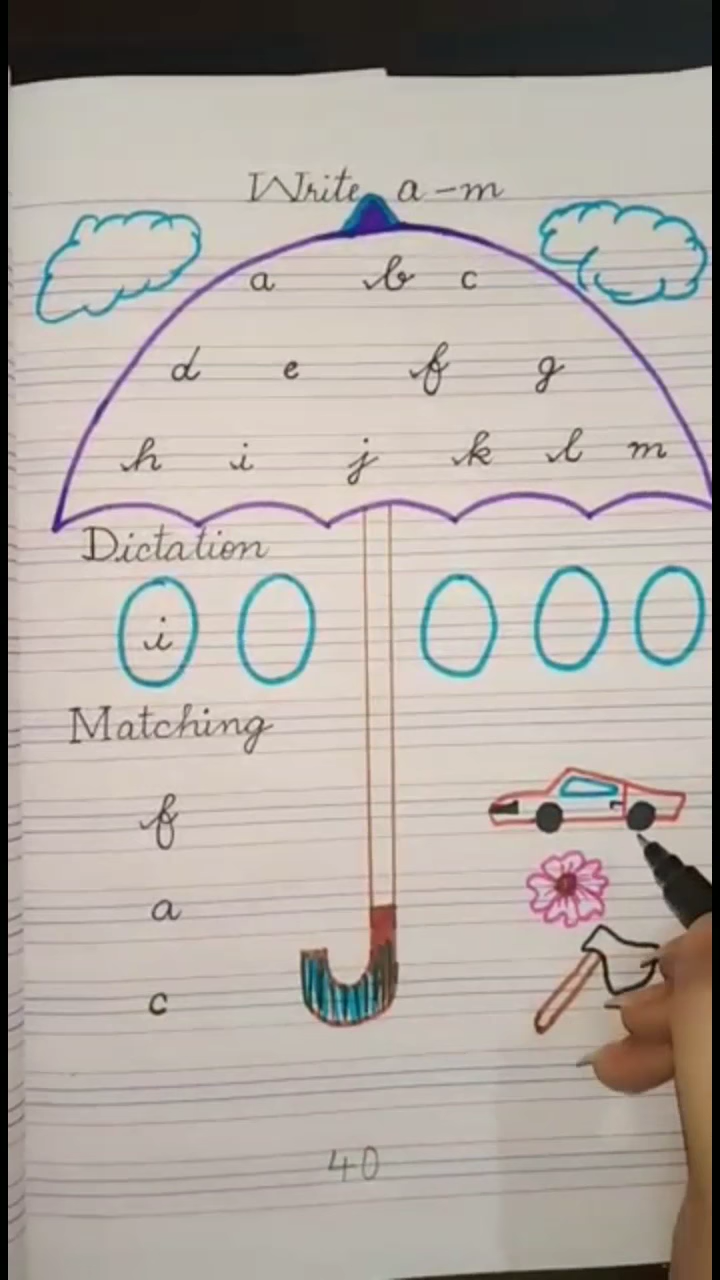 Write a-m
a b c
d e f g
h i j k l m
Dictation
i
Matching
f
a
c
40